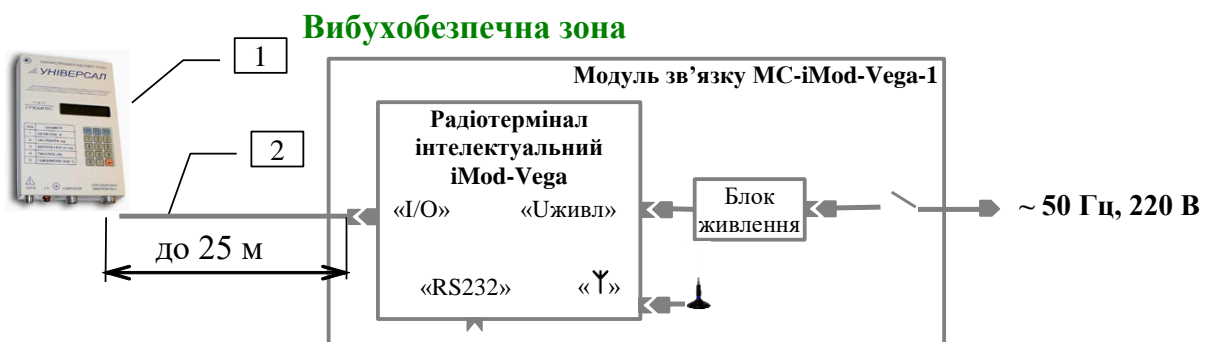 Вибухобезпечна зона
УНІВЕРСАЛ
1
Модуль зв’язку МС-iMod-Vega-1
Радіотермінал
інтелектуальний
iMod-Vega
2
«I/O» «Uживл»
Блок
живлення
~ 50 Гц, 220 В
до 25 м
«RS232» « »